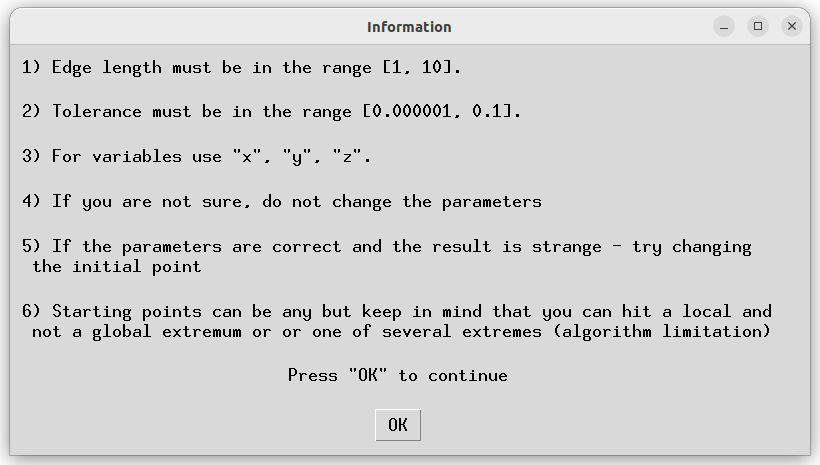 Information
1) Edge length must be in the range [1, 10].
2) Tolerance must be in the range [0.000001, 0.1].
3) For variables use "x", "y", "z".
4) If you are not sure, do not change the parameters
5) If the parameters are correct and the result is strange - try changing
the initial point
6) Starting points can be any but keep in mind that you can hit a local and
not a global extremum or or one of several extremes (algorithm limitation)
Press "OK" to continue
OK